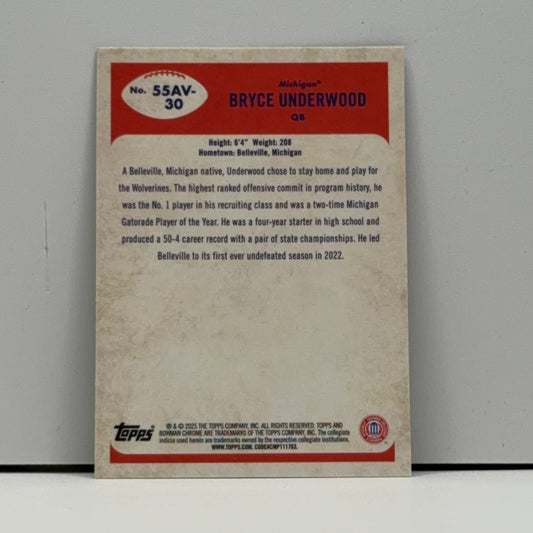 No. 55AV-
30
Michigan®
BRYCE UNDERWOOD
QB
Height: 6'4" Weight: 208
Hometown: Belleville, Michigan
A Belleville, Michigan native, Underwood chose to stay home and play for
the Wolverines. The highest ranked offensive commit in program history, he
was the No. 1 player in his recruiting class and was a two-time Michigan
Gatorade Player of the Year. He was a four-year starter in high school and
produced a 50-4 career record with a pair of state championships. He led
Belleville to its first ever undefeated season in 2022.
Topps
® & © 2025 THE TOPPS COMPANY, INC. ALL RIGHTS RESERVED. TOPPS AND
BOWMAN CHROME ARE TRADEMARKS OF THE TOPPS COMPANY, INC. The collegiate
indicia used herein are trademarks owned by the respective collegiate institutions.
WWW.TOPPS.COM. CODE#CMP111763.